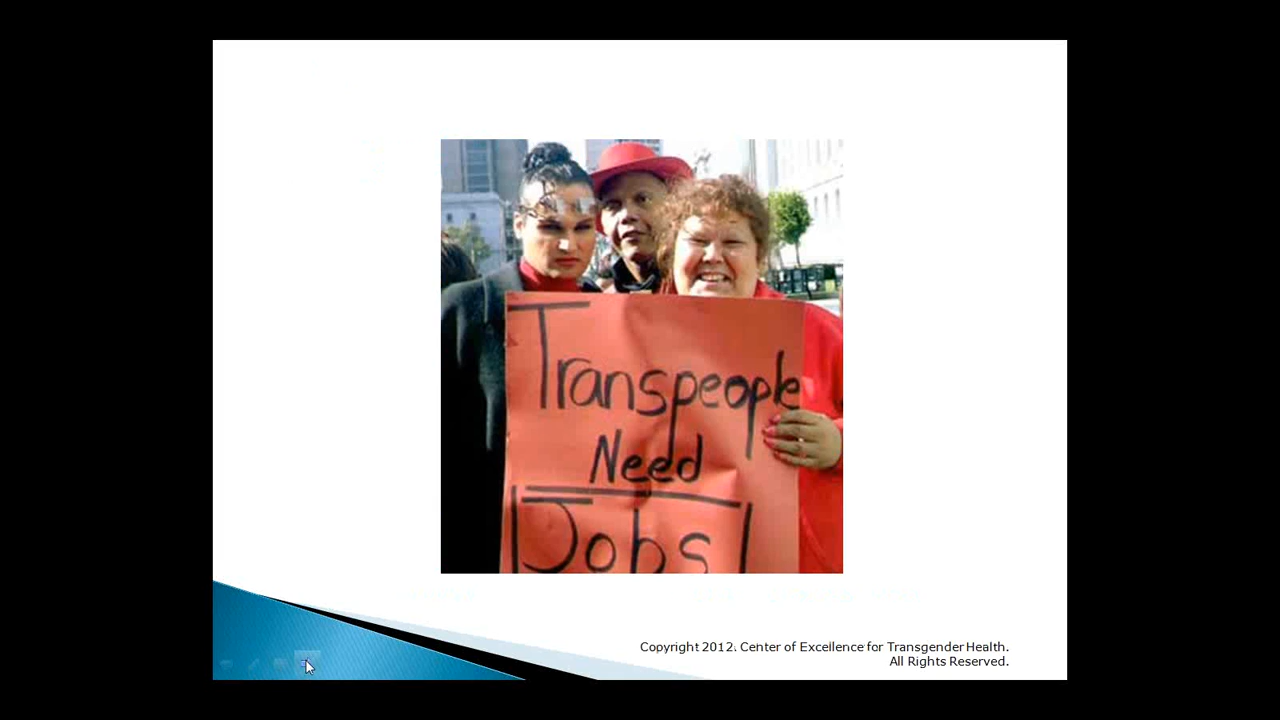 Transpeople
Need
Jobs!
Copyright 2012. Center of Excellence for Transgender Health.
All Rights Reserved.